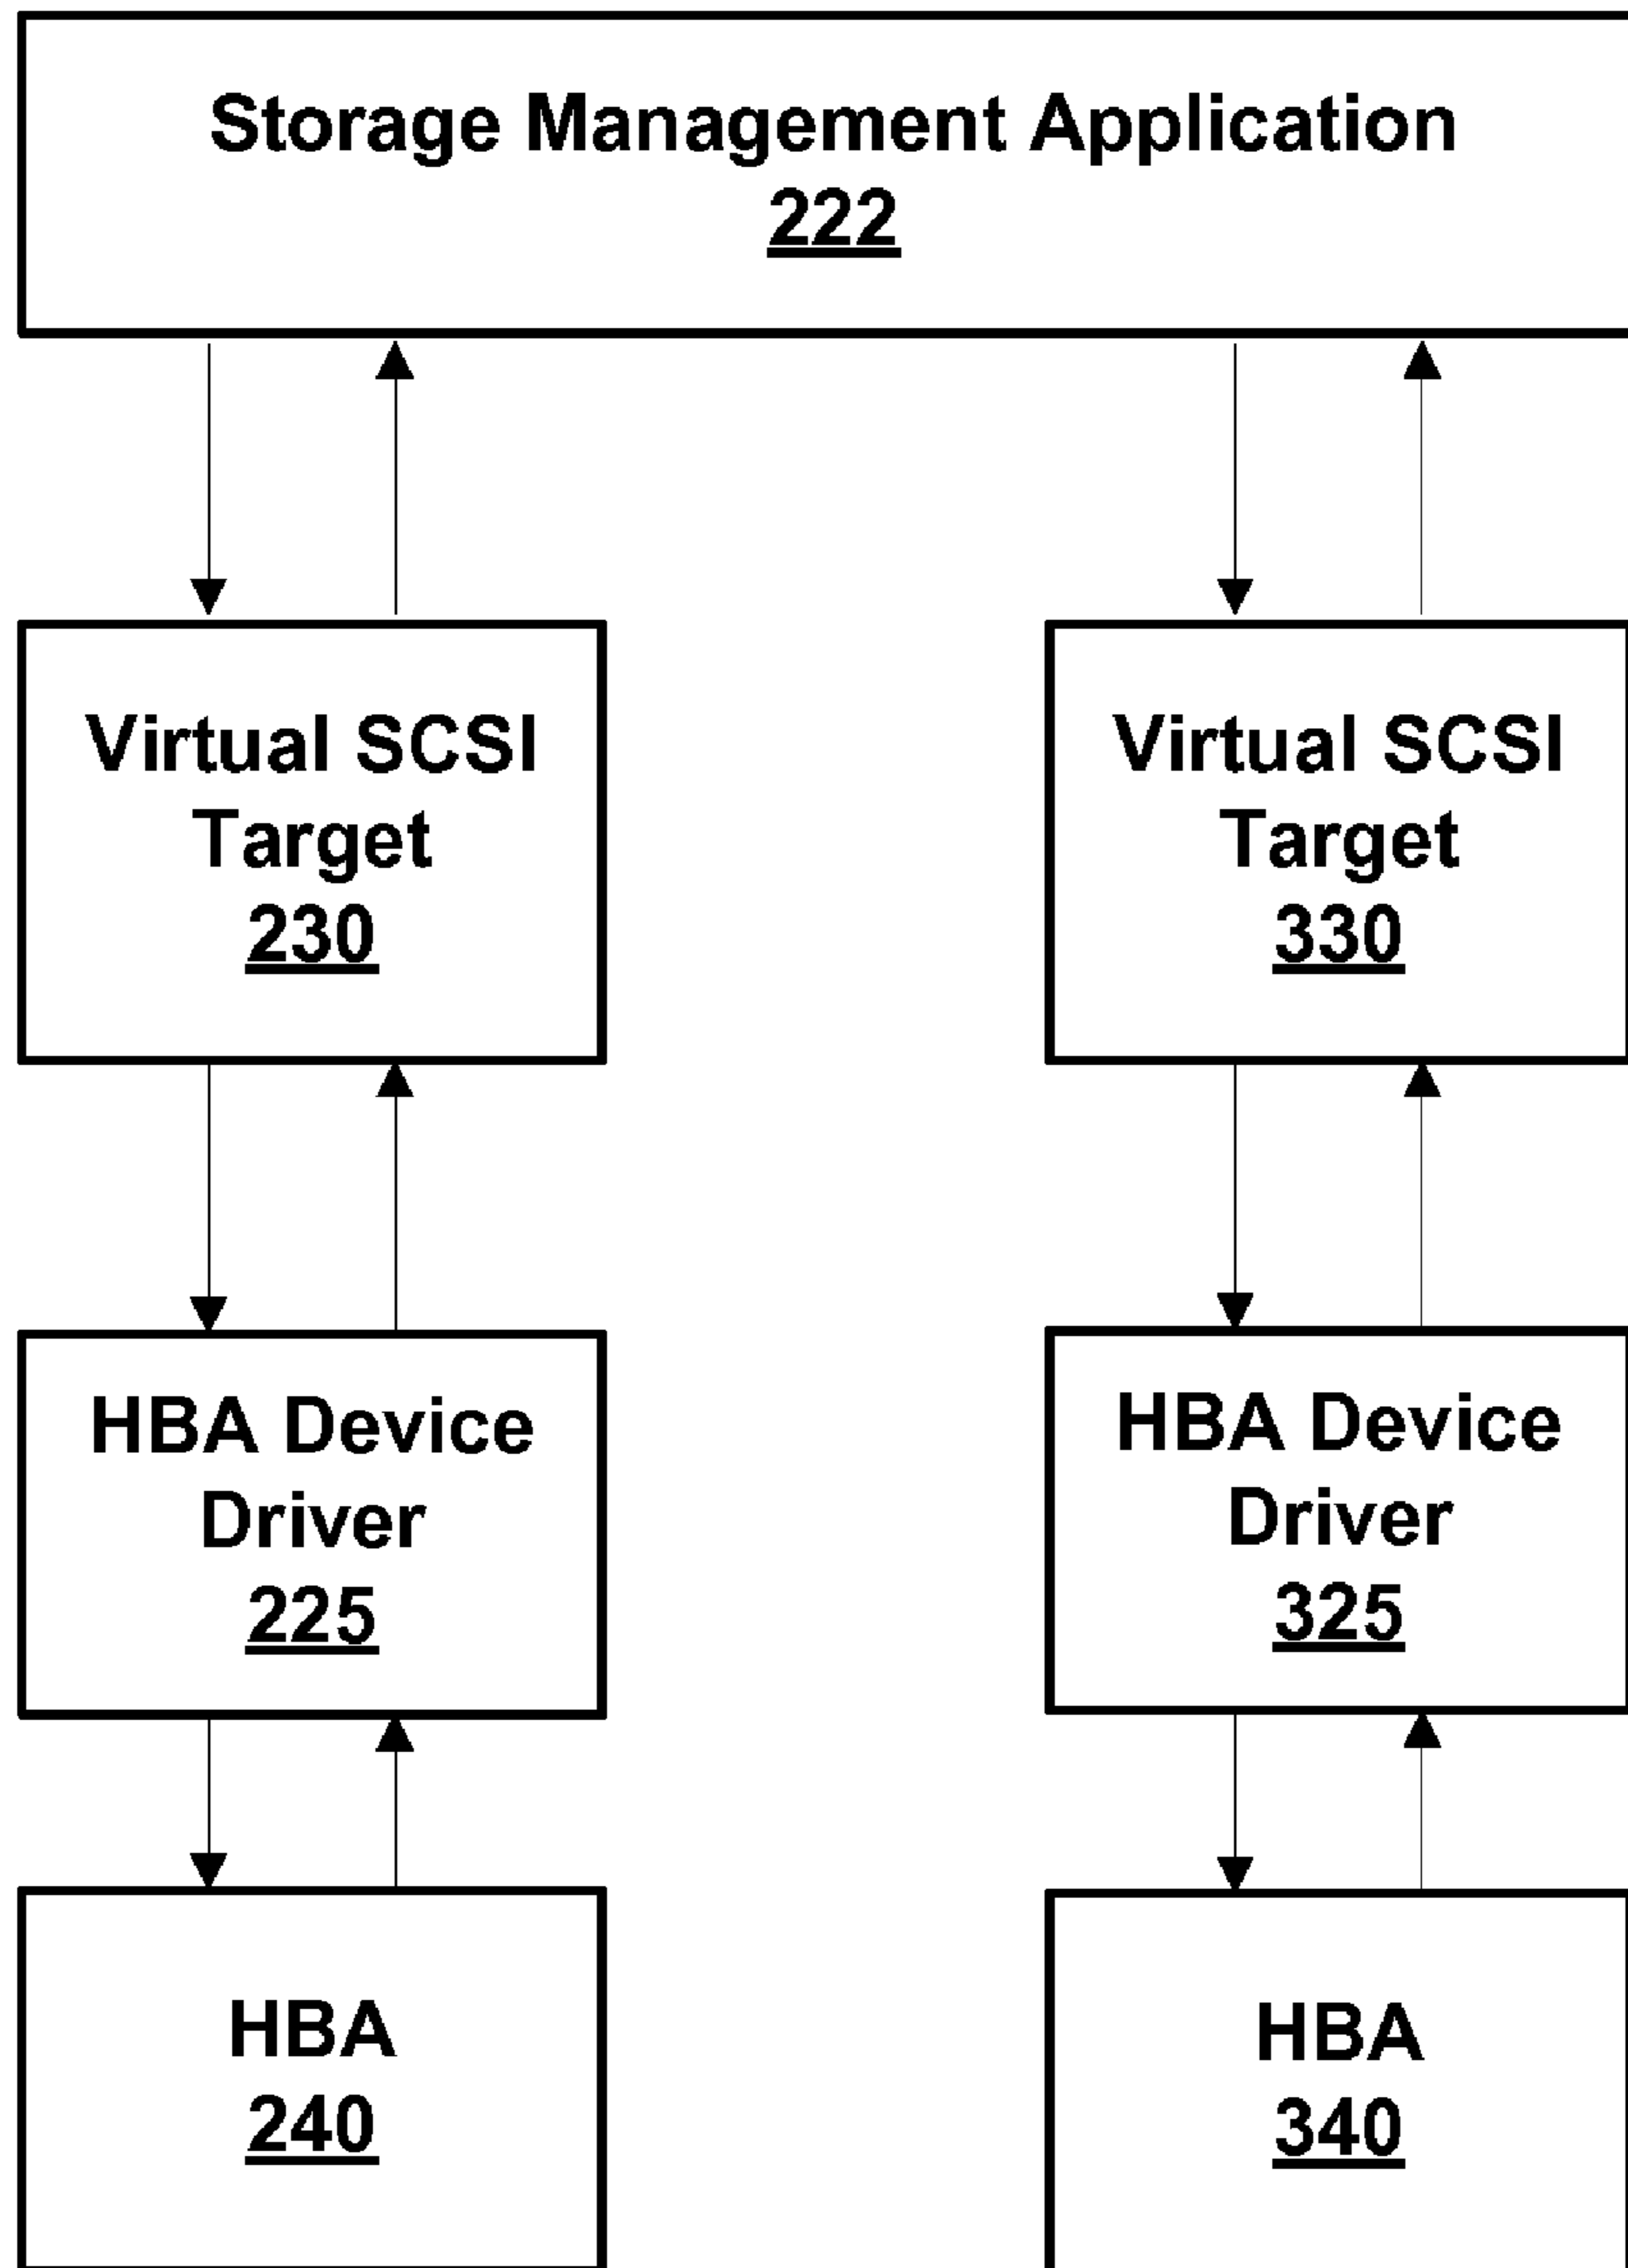 Storage Management Application
222
Virtual SCSI
Target
230
Virtual SCSI
Target
330
HBA Device
Driver
225
HBA Device
Driver
325
HBA
240
HBA
340